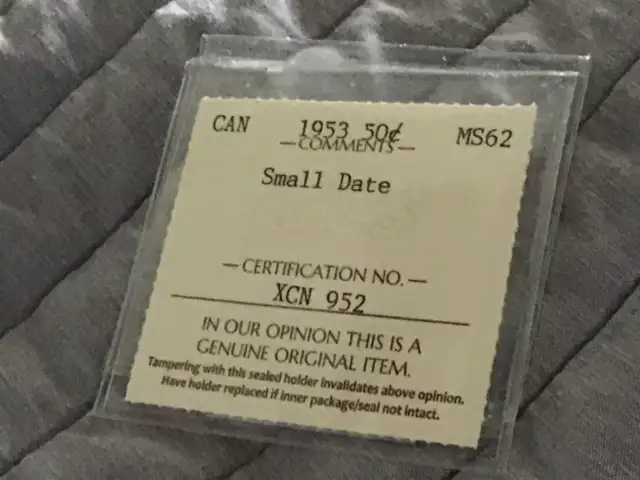 CAN 1953 50¢ MS62
—COMMENTS—
Small Date
—CERTIFICATION NO.—
XCN 952
IN OUR OPINION THIS IS A
GENUINE ORIGINAL ITEM.
Tampering with this sealed holder invalidates above opinion.
Have holder replaced if inner package/seal not intact.